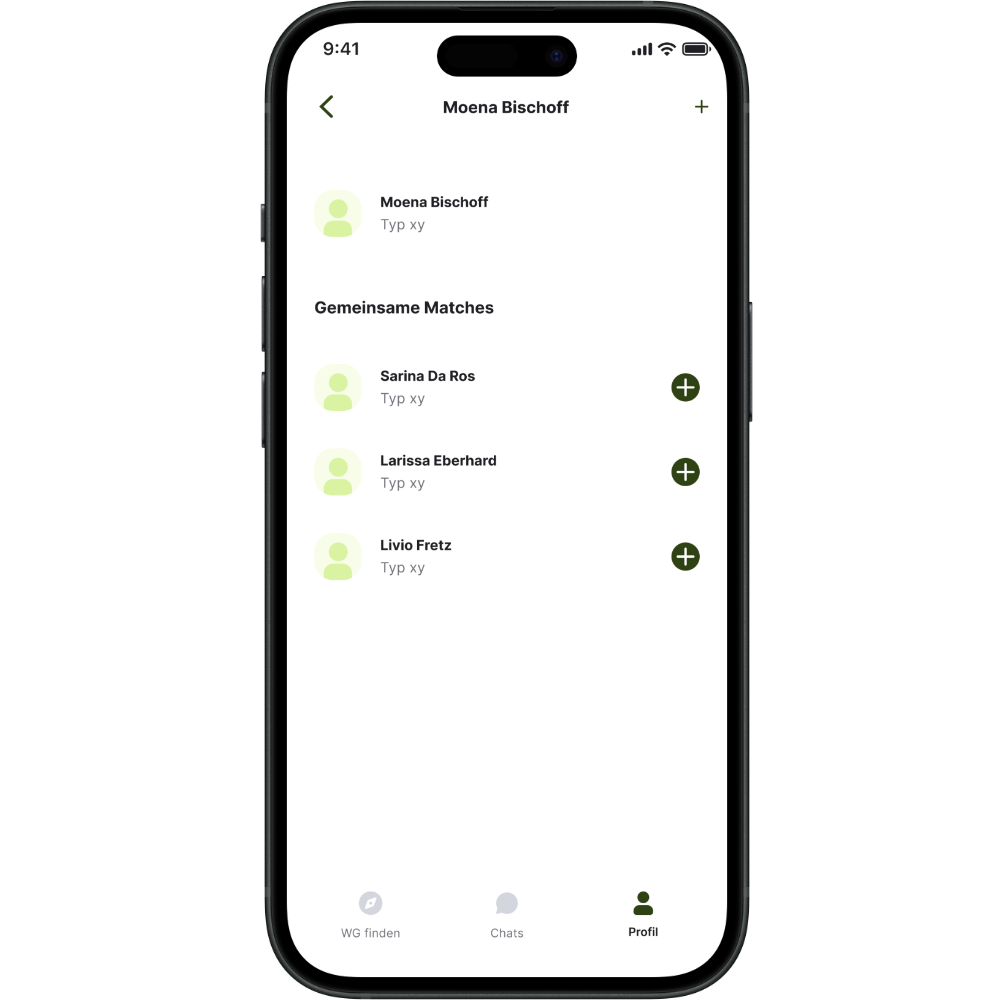 9:41
Moena Bischoff
Moena Bischoff
Typ xy
Gemeinsame Matches
Sarina Da Ros
Typ xy
Larissa Eberhard
Typ xy
Livio Fretz
Typ xy
WG finden Chats Profil